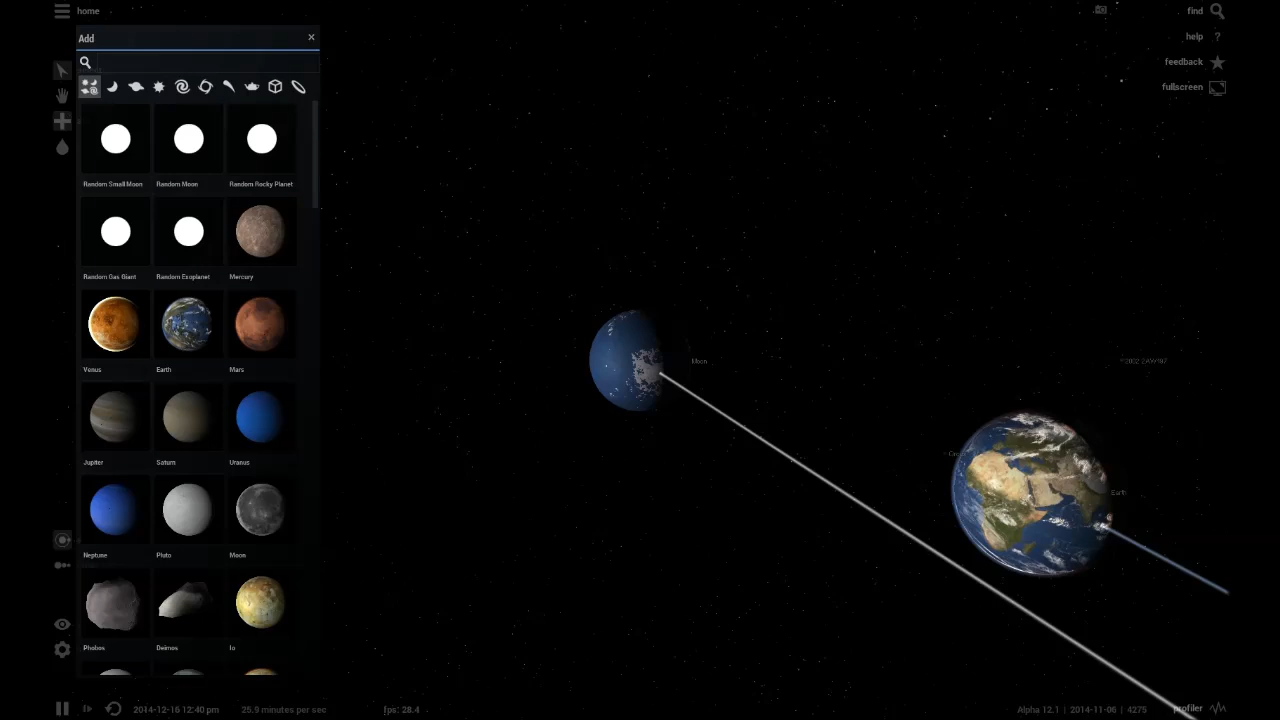 home
find
Add
help ?
feedback
fullscreen
Random Small Moon
Random Moon
Random Rocky Planet
Random Gas Giant
Random Exoplanet
Mercury
Venus
Earth
Mars
Moon
Jupiter
Saturn
Uranus
Earth
Neptune
Pluto
Moon
Phobos
Deimos
Io
2014-12-16 12:40 pm
25.9 minutes per sec
fps: 28.4
Alpha 12.1 | 2014-11-06 | 4275
profiler